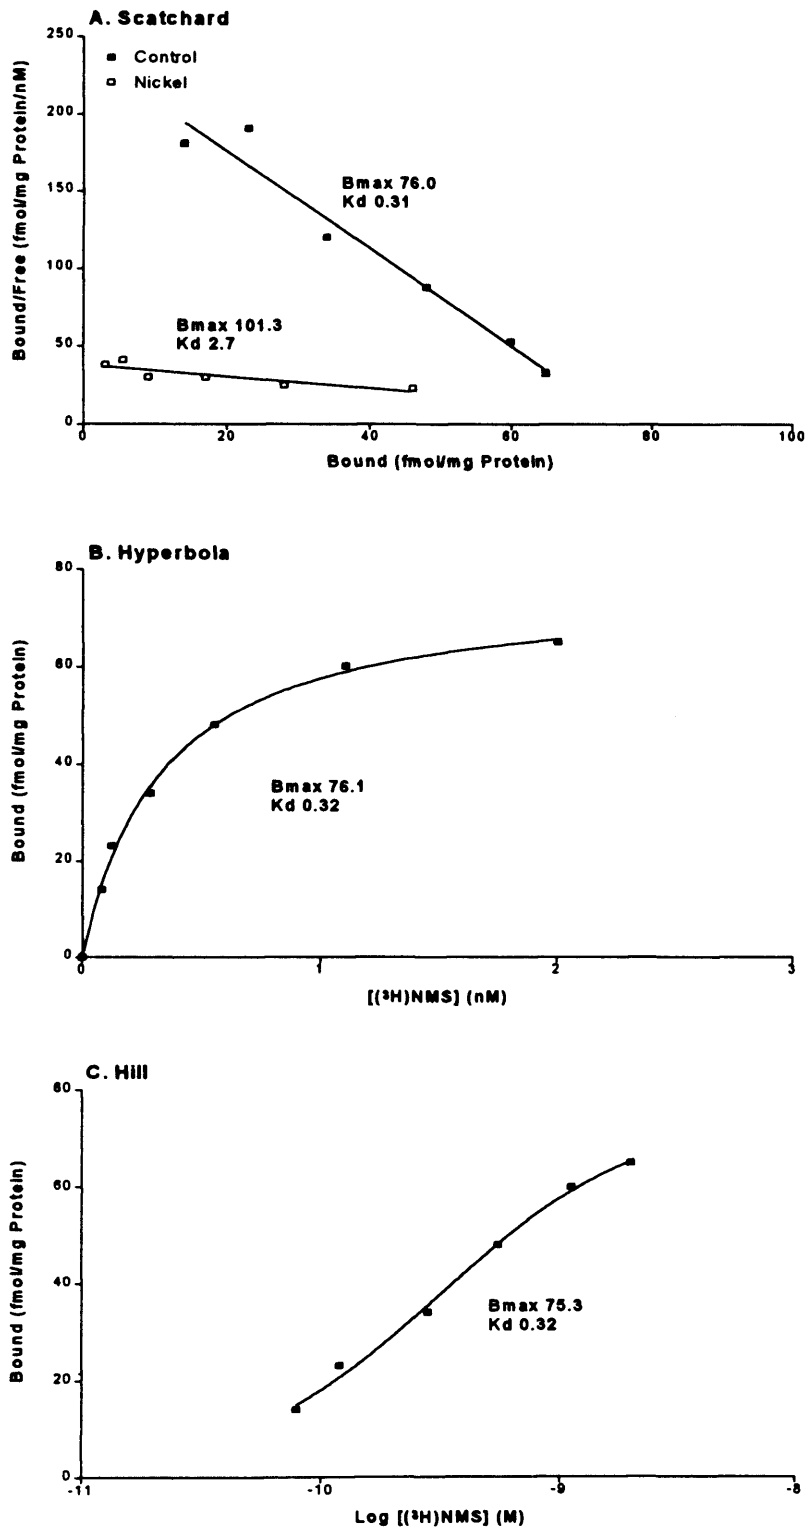 A. Scatchard
250
200
150
100
50
0
Control
Nickel
Bmax 76.0
Kd 0.31
Bmax 101.3
Kd 2.7
Bound/Free (fmol/mg Protein/nM)
0 20 40 60 80 100
Bound (fmol/mg Protein)
B. Hyperbola
80
60
40
20
0
Bound (fmol/mg Protein)
Bmax 76.1
Kd 0.32
0 1 2 3
[(³H)NMS] (nM)
C. Hill
80
60
40
20
0
Bound (fmol/mg Protein)
Bmax 75.3
Kd 0.32
-11 -10 -9 -8
Log [(³H)NMS] (M)